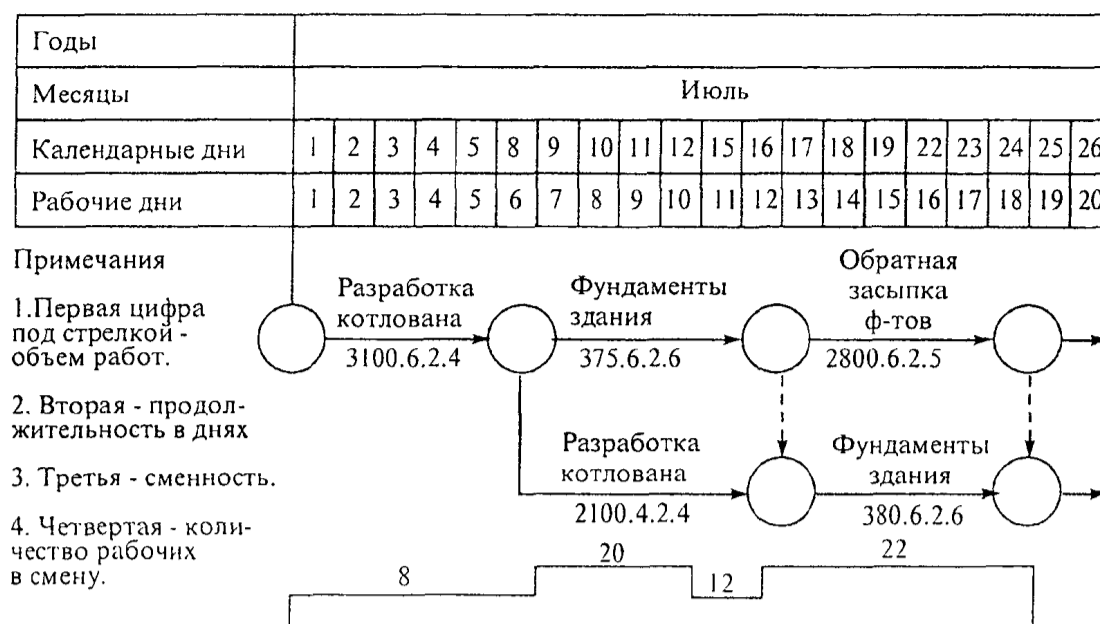 Годы
Месяцы
Июль
Календарные дни 1 2 3 4 5 8 9 10 11 12 15 16 17 18 19 22 23 24 25 26
Рабочие дни 1 2 3 4 5 6 7 8 9 10 11 12 13 14 15 16 17 18 19 20
Примечания
1.Первая цифра
под стрелкой -
объем работ.
2. Вторая - продол-
жительность в днях
3. Третья - сменность.
4. Четвертая - коли-
чество рабочих
в смену.
Разработка
котлована
3100.6.2.4
Фундаменты
здания
375.6.2.6
Обратная
засыпка
ф-тов
2800.6.2.5
Разработка
котлована
2100.4.2.4
Фундаменты
здания
380.6.2.6
8
20
12
22